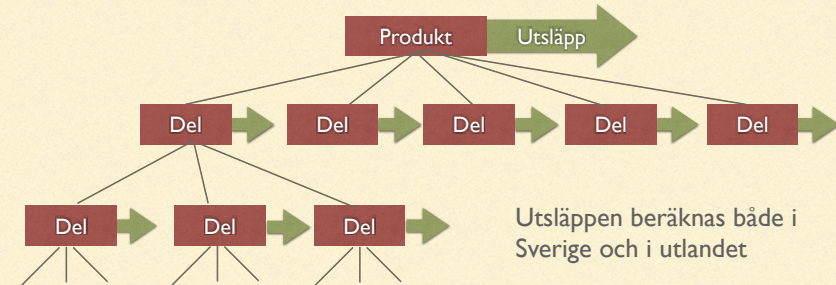 Produkt Utsläpp
Del Del Del Del Del
Del Del Del
Utsläppen beräknas både i
Sverige och i utlandet